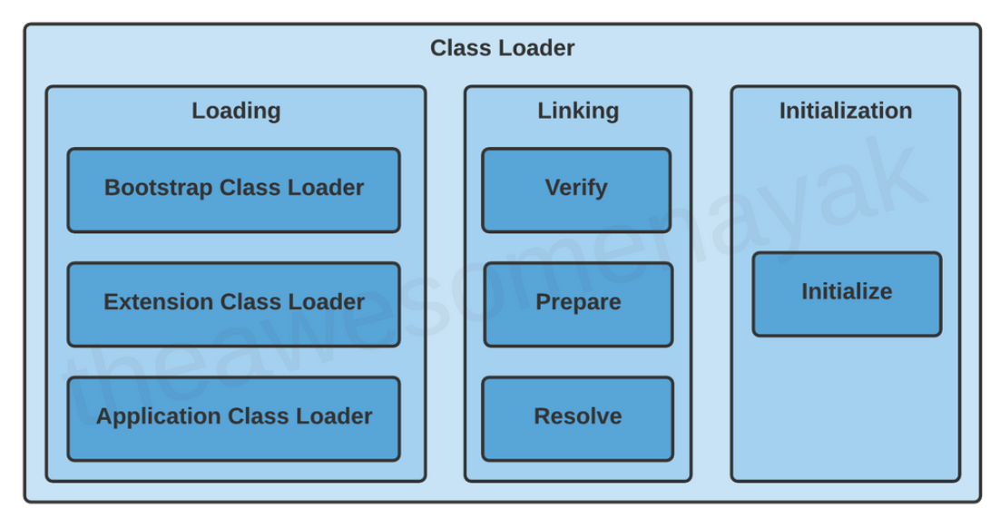 Class Loader
Loading
Bootstrap Class Loader
Extension Class Loader
Application Class Loader
Linking
Verify
Prepare
Resolve
Initialization
Initialize
theawesomenayak